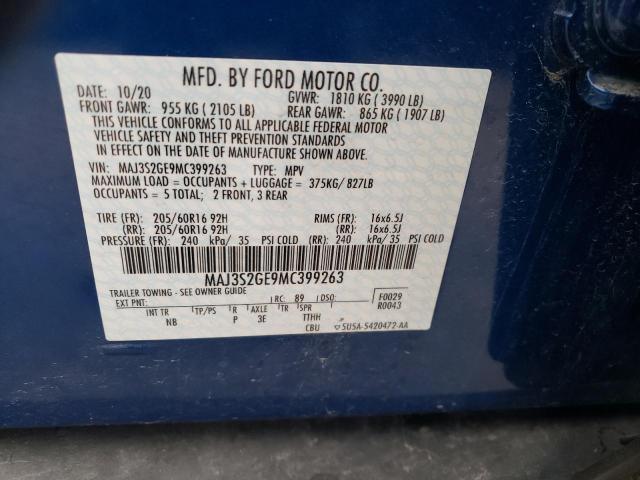 MFD. BY FORD MOTOR CO.
DATE: 10/20 GVWR: 1810 KG (3990 LB)
FRONT GAWR: 955 KG (2105 LB) REAR GAWR: 865 KG (1907 LB)
THIS VEHICLE CONFORMS TO ALL APPLICABLE FEDERAL MOTOR
VEHICLE SAFETY AND THEFT PREVENTION STANDARDS
IN EFFECT ON THE DATE OF MANUFACTURE SHOWN ABOVE.
VIN: MAJ3S2GE9MC399263 TYPE: MPV
MAXIMUM LOAD = OCCUPANTS + LUGGAGE = 375KG/ 827LB
OCCUPANTS = 5 TOTAL; 2 FRONT, 3 REAR
TIRE (FR): 205/60R16 92H RIMS (FR): 16x6.5J
(RR): 205/60R16 92H (RR): 16x6.5J
PRESSURE (FR): 240 kPa/ 35 PSI COLD (RR): 240 kPa/ 35 PSI COLD
MAJ3S2GE9MC399263
TRAILER TOWING - SEE OWNER GUIDE
EXT PNT: RC: 89 DSO: F0029
R0043
INT TR TP/PS R AXLE TR SPR
NB P 3E TTHH
CBU 5U5A-5420472-AA